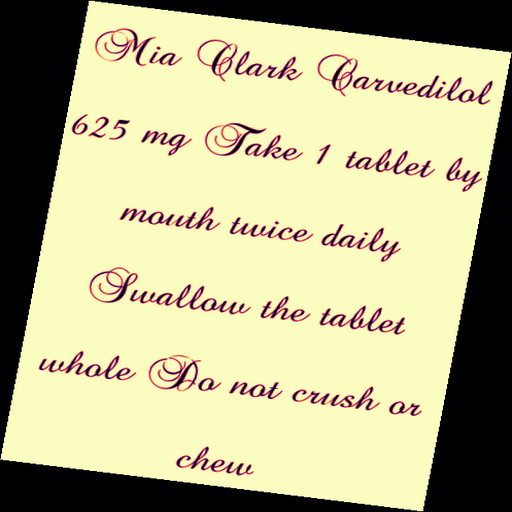 Mia Clark Carvedilol
625 mg Take 1 tablet by
mouth twice daily
Swallow the tablet
whole Do not crush or
chew